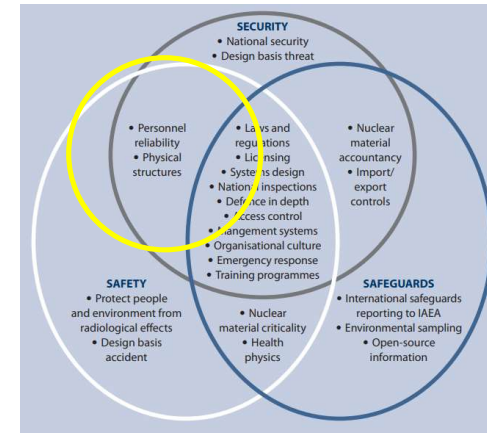 SECURITY
• National security
• Design basis threat
• Personnel
reliability
• Physical
structures
• Laws and
regulations
• Licensing
• Systems design
• National inspections
• Defence in depth
• Access control
• Mangement systems
• Organisational culture
• Emergency response
• Training programmes
• Nuclear
material
accountancy
• Import/
export
controls
SAFETY
• Protect people
and environment from
radiological effects
• Design basis
accident
• Nuclear
material criticality
• Health
physics
SAFEGUARDS
• International safeguards
reporting to IAEA
• Environmental sampling
• Open-source
information